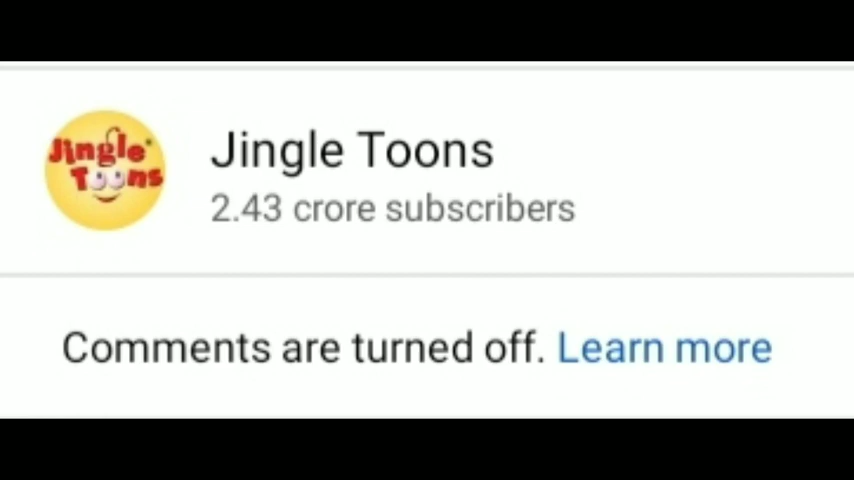 Jingle
Toons
Jingle Toons
2.43 crore subscribers
Comments are turned off. Learn more